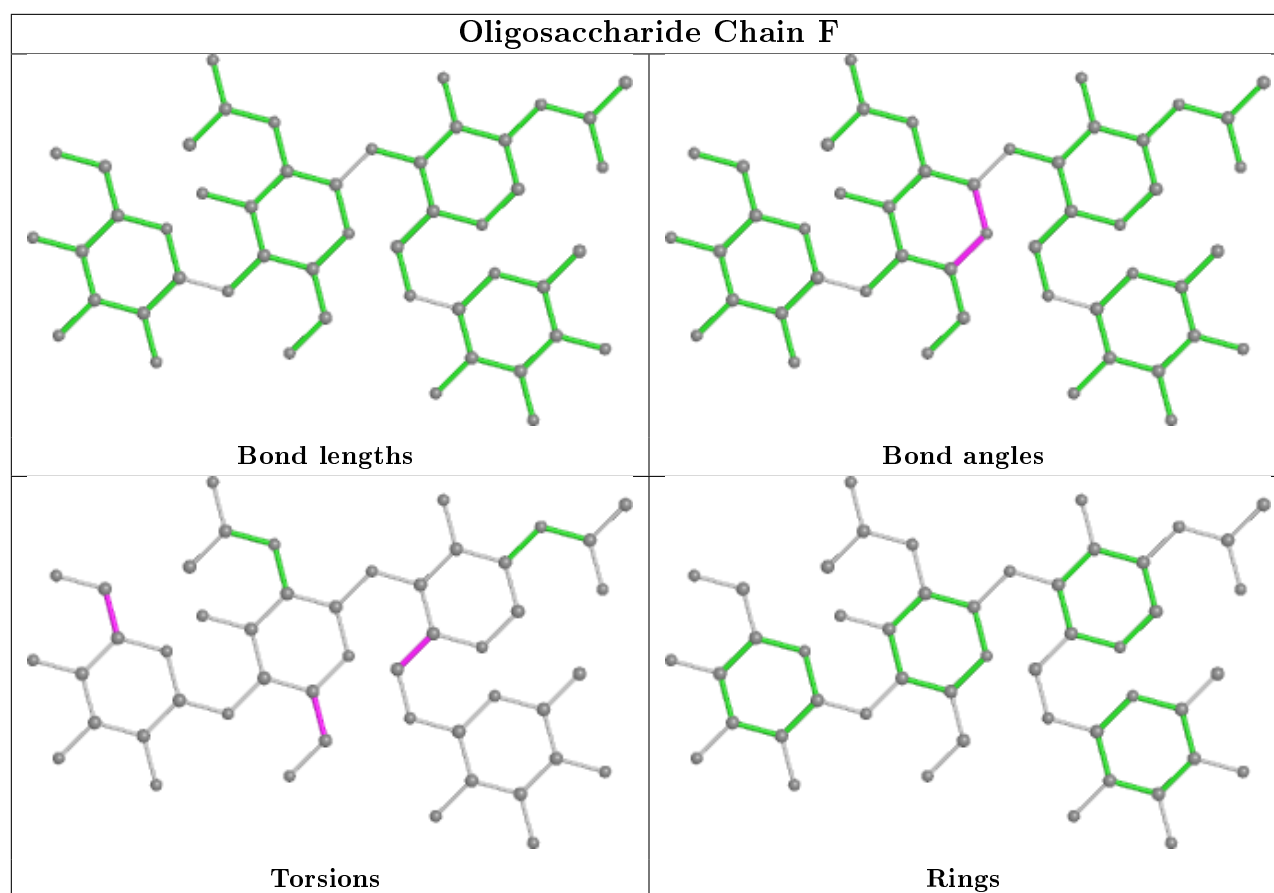 Oligosaccharide Chain F
Bond lengths
Bond angles
Torsions
Rings